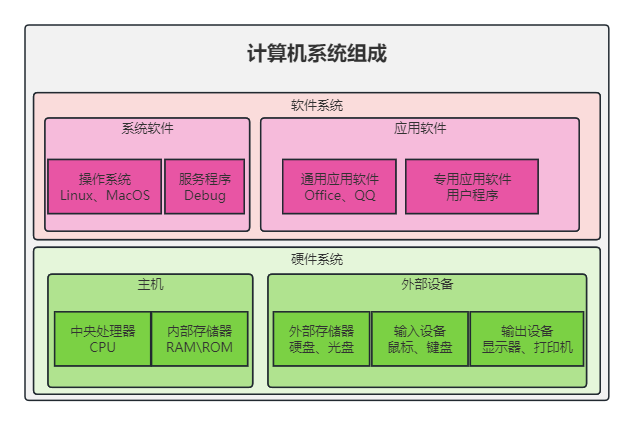 计算机系统组成
软件系统
系统软件
应用软件
操作系统
Linux、MacOS
服务程序
Debug
通用应用软件
Office、QQ
专用应用软件
用户程序
硬件系统
主机
外部设备
中央处理器
CPU
内部存储器
RAM\ROM
外部存储器
硬盘、光盘
输入设备
鼠标、键盘
输出设备
显示器、打印机